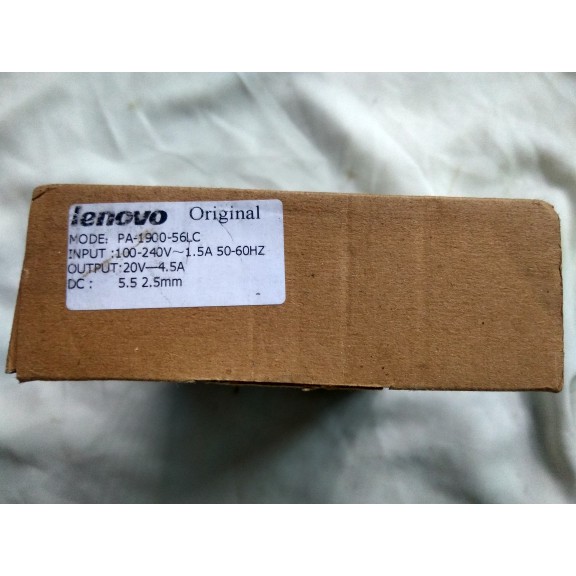 lenovo Original
MODE: PA-1900-56LC
INPUT :100-240V~1.5A 50-60HZ
OUTPUT:20V—4.5A
DC : 5.5 2.5mm